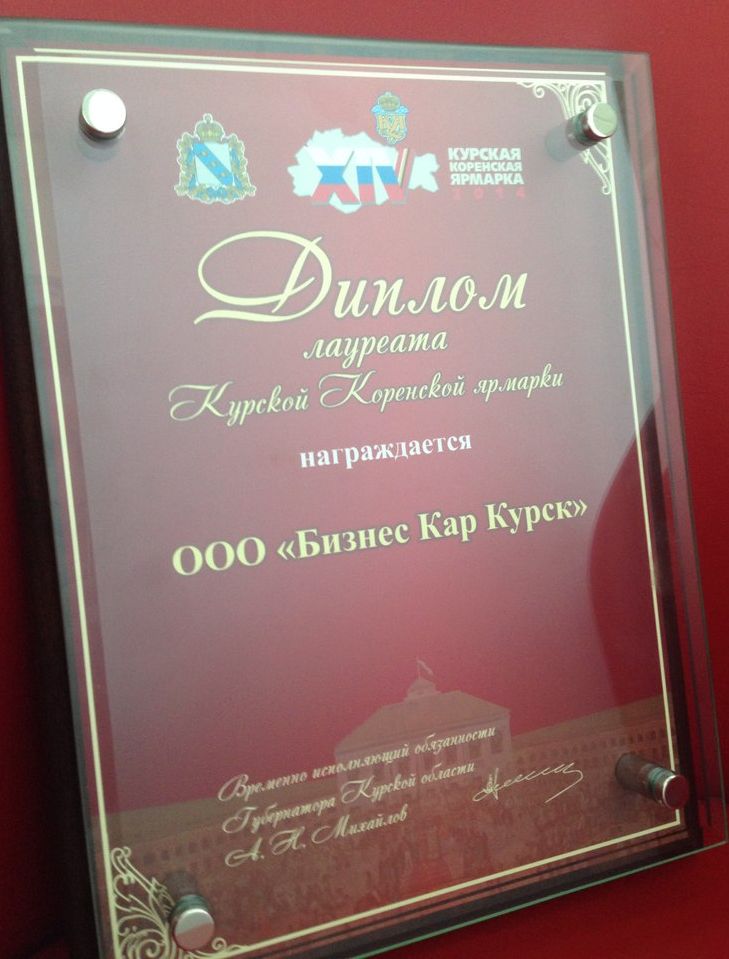 XIV
КУРСКАЯ
КОРЕНСКАЯ
ЯРМАРКА
2014
Диплом
лауреата
Курской Коренской ярмарки
награждается
ООО «Бизнес Кар Курск»
Временно исполняющий обязанности
Губернатора Курской области
А. Н. Михайлов